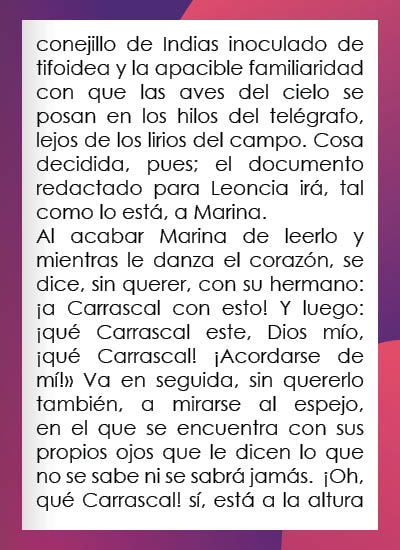 conejillo de Indias inoculado de
tifoidea y la apacible familiaridad
con que las aves del cielo se
posan en los hilos del telégrafo,
lejos de los lirios del campo. Cosa
decidida, pues; el documento
redactado para Leoncia irá, tal
como lo está, a Marina.
Al acabar Marina de leerlo y
mientras le danza el corazón, se
dice, sin querer, con su hermano:
¡a Carrascal con esto! Y luego:
¡qué Carrascal este, Dios mío,
¡qué Carrascal! ¡Acordarse de
mí!» Va en seguida, sin quererlo
también, a mirarse al espejo,
en el que se encuentra con sus
propios ojos que le dicen lo que
no se sabe ni se sabrá jamás. ¡Oh,
qué Carrascal! sí, está a la altura